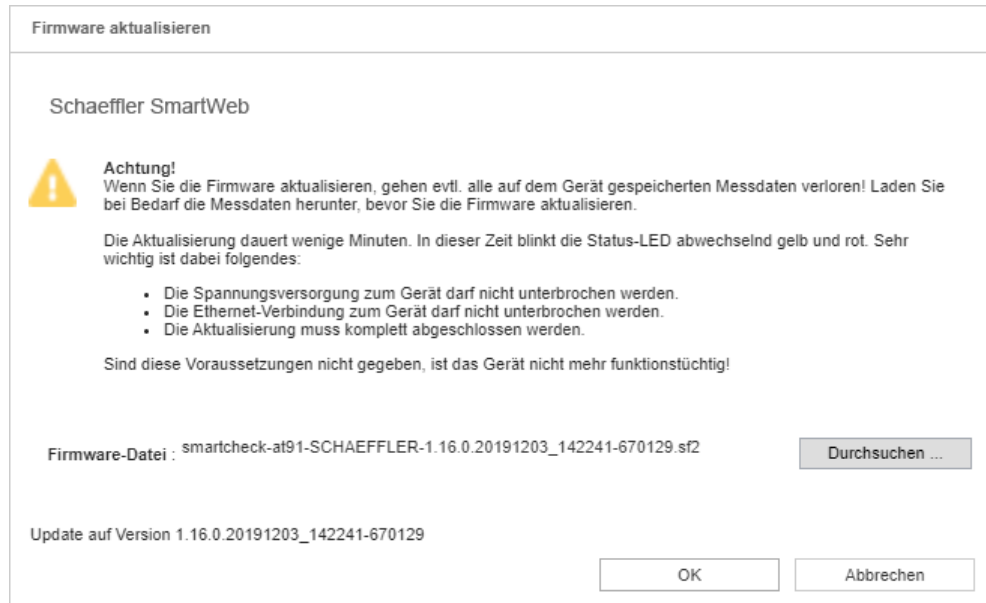 Firmware aktualisieren
Schaeffler SmartWeb
Achtung!
Wenn Sie die Firmware aktualisieren, gehen evtl. alle auf dem Gerät gespeicherten Messdaten verloren! Laden Sie
bei Bedarf die Messdaten herunter, bevor Sie die Firmware aktualisieren.
Die Aktualisierung dauert wenige Minuten. In dieser Zeit blinkt die Status-LED abwechselnd gelb und rot. Sehr
wichtig ist dabei folgendes:
• Die Spannungsversorgung zum Gerät darf nicht unterbrochen werden.
• Die Ethernet-Verbindung zum Gerät darf nicht unterbrochen werden.
• Die Aktualisierung muss komplett abgeschlossen werden.
Sind diese Voraussetzungen nicht gegeben, ist das Gerät nicht mehr funktionstüchtig!
Firmware-Datei : smartcheck-at91-SCHAEFFLER-1.16.0.20191203_142241-670129.sf2 Durchsuchen ...
Update auf Version 1.16.0.20191203_142241-670129
OK Abbrechen